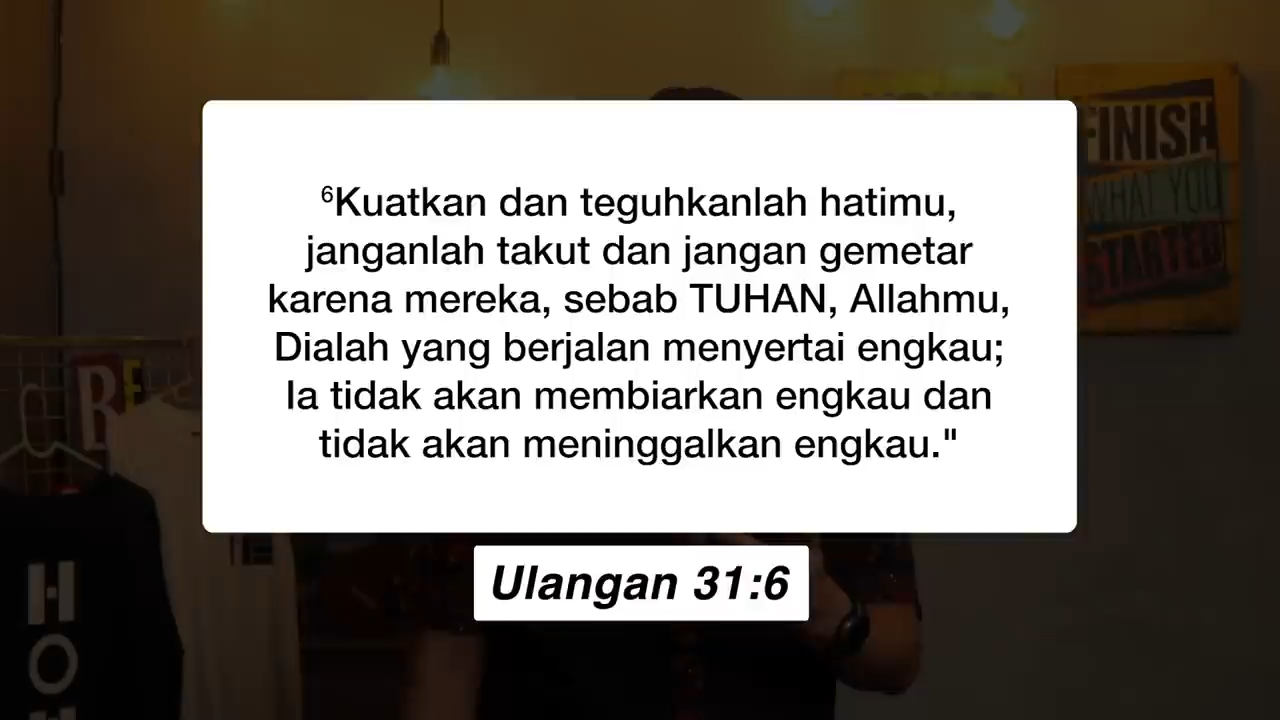 FINISH
WHAT YOU
STARTED
⁶Kuatkan dan teguhkanlah hatimu,
janganlah takut dan jangan gemetar
karena mereka, sebab TUHAN, Allahmu,
Dialah yang berjalan menyertai engkau;
Ia tidak akan membiarkan engkau dan
tidak akan meninggalkan engkau."
Ulangan 31:6